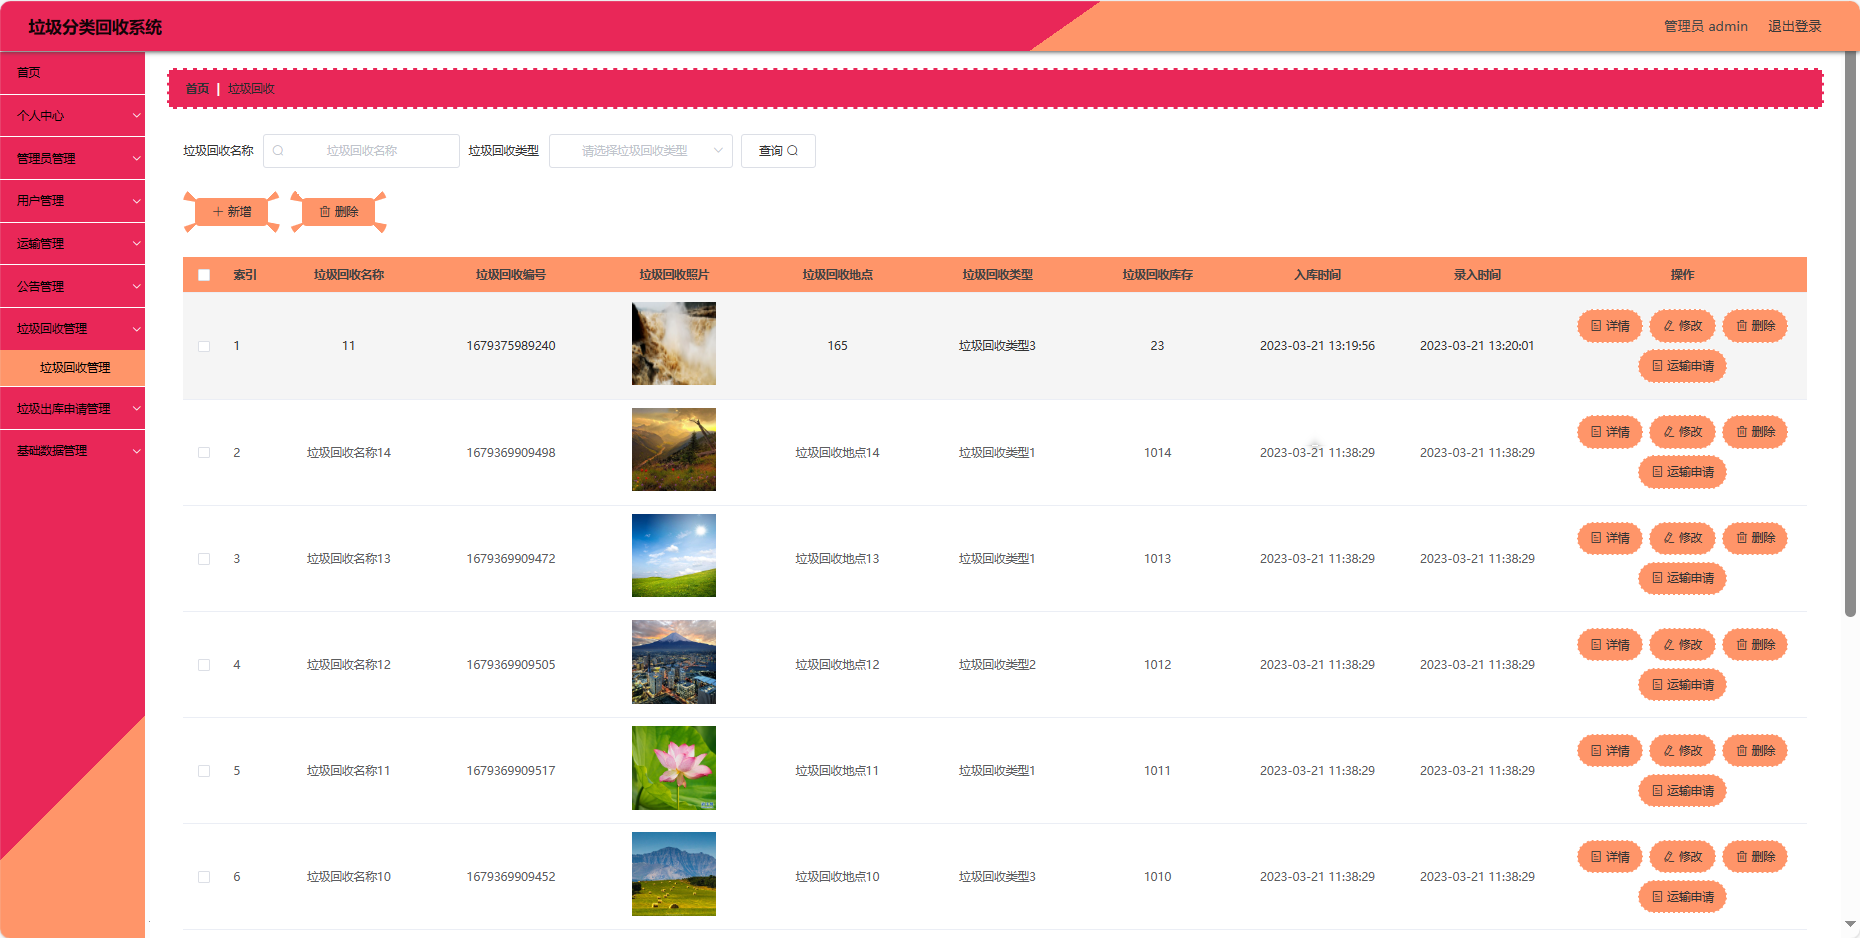 垃圾分类回收系统
管理员 admin 退出登录
首页
个人中心
管理员管理
用户管理
运输管理
公告管理
垃圾回收管理
垃圾回收管理
垃圾出库申请管理
基础数据管理
首页 | 垃圾回收
垃圾回收名称 垃圾回收名称 垃圾回收类型 请选择垃圾回收类型 查询
新增 删除
索引 垃圾回收名称 垃圾回收编号 垃圾回收照片 垃圾回收地点 垃圾回收类型 垃圾回收库存 入库时间 录入时间 操作
1 11 1679375989240 165 垃圾回收类型3 23 2023-03-21 13:19:56 2023-03-21 13:20:01 详情 修改 删除
运输申请
2 垃圾回收名称14 1679369909498 垃圾回收地点14 垃圾回收类型1 1014 2023-03-21 11:38:29 2023-03-21 11:38:29 详情 修改 删除
运输申请
3 垃圾回收名称13 1679369909472 垃圾回收地点13 垃圾回收类型1 1013 2023-03-21 11:38:29 2023-03-21 11:38:29 详情 修改 删除
运输申请
4 垃圾回收名称12 1679369909505 垃圾回收地点12 垃圾回收类型2 1012 2023-03-21 11:38:29 2023-03-21 11:38:29 详情 修改 删除
运输申请
5 垃圾回收名称11 1679369909517 垃圾回收地点11 垃圾回收类型1 1011 2023-03-21 11:38:29 2023-03-21 11:38:29 详情 修改 删除
运输申请
6 垃圾回收名称10 1679369909452 垃圾回收地点10 垃圾回收类型3 1010 2023-03-21 11:38:29 2023-03-21 11:38:29 详情 修改 删除
运输申请